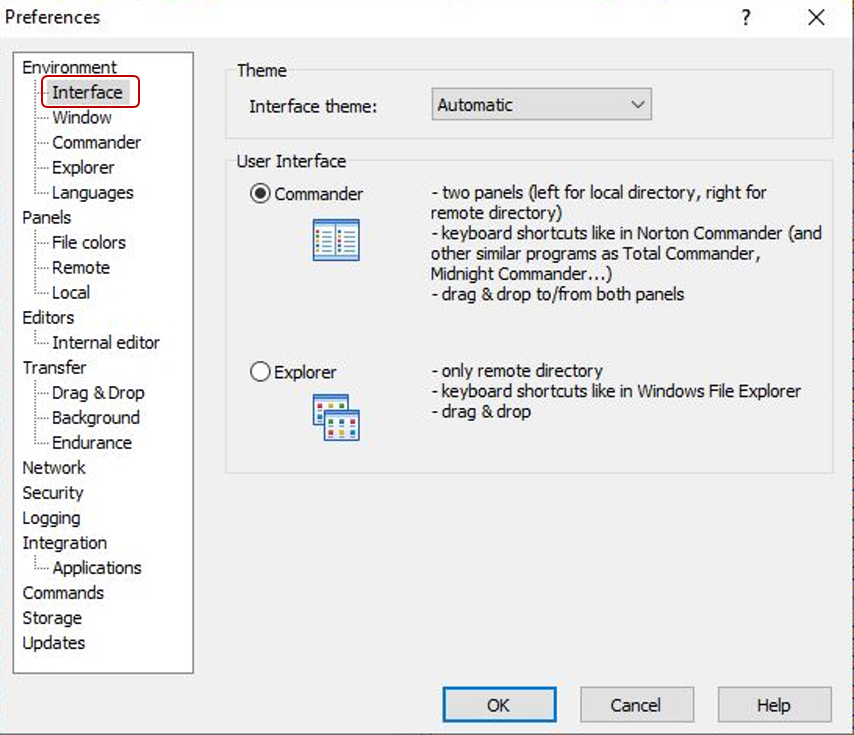 Preferences
?
Environment
Interface
Window
Commander
Explorer
Languages
Panels
File colors
Remote
Local
Editors
Internal editor
Transfer
Drag & Drop
Background
Endurance
Network
Security
Logging
Integration
Applications
Commands
Storage
Updates
Theme
Interface theme: Automatic
User Interface
Commander
- two panels (left for local directory, right for
remote directory)
- keyboard shortcuts like in Norton Commander (and
other similar programs as Total Commander,
Midnight Commander...)
- drag & drop to/from both panels
Explorer
- only remote directory
- keyboard shortcuts like in Windows File Explorer
- drag & drop
OK Cancel Help